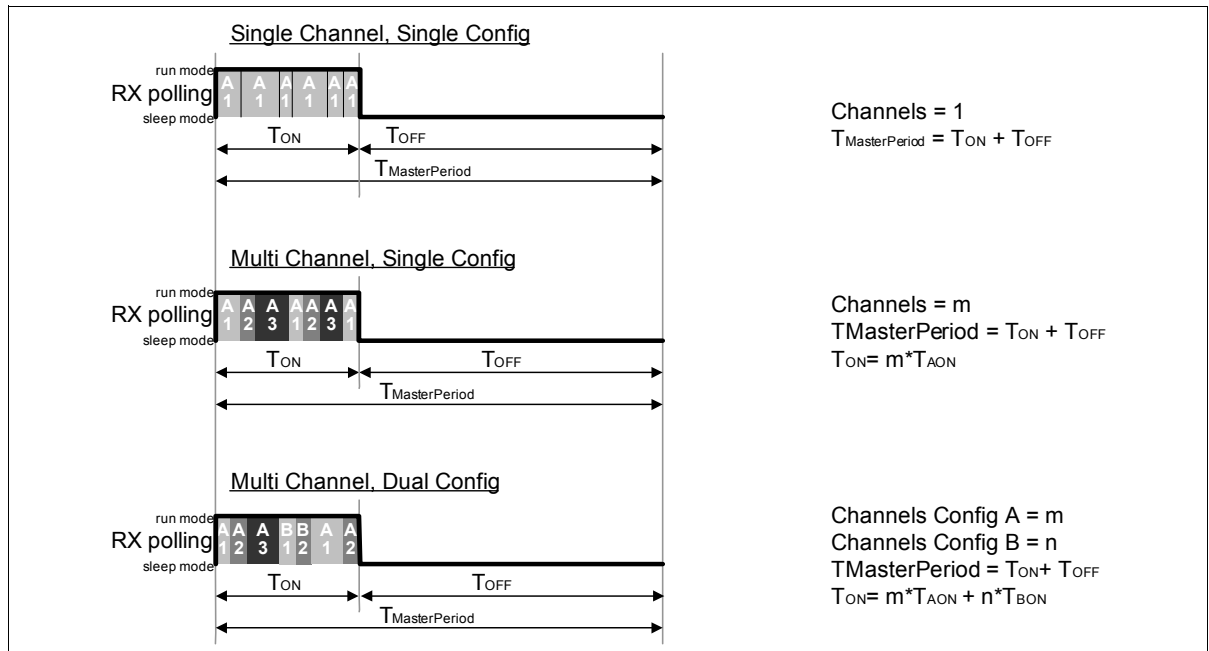 Single Channel, Single Config
run mode
RX polling
sleep mode
A A A A A A
1 1 1 1 1 1
TON TOFF
TMasterPeriod
Channels = 1
TMasterPeriod = TON + TOFF
Multi Channel, Single Config
run mode
RX polling
sleep mode
A A A A A A A
1 2 3 1 2 3 1
TON TOFF
TMasterPeriod
Channels = m
TMasterPeriod = TON + TOFF
TON= m*TAON
Multi Channel, Dual Config
run mode
RX polling
sleep mode
A A A B B A A
1 2 3 1 2 1 2
TON TOFF
TMasterPeriod
Channels Config A = m
Channels Config B = n
TMasterPeriod = TON+ TOFF
TON= m*TAON + n*TBON